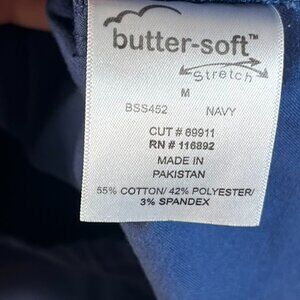 butter-soft™
Stretch
M
BSS452 NAVY
CUT # 69911
RN # 116892
MADE IN
PAKISTAN
55% COTTON/ 42% POLYESTER/
3% SPANDEX